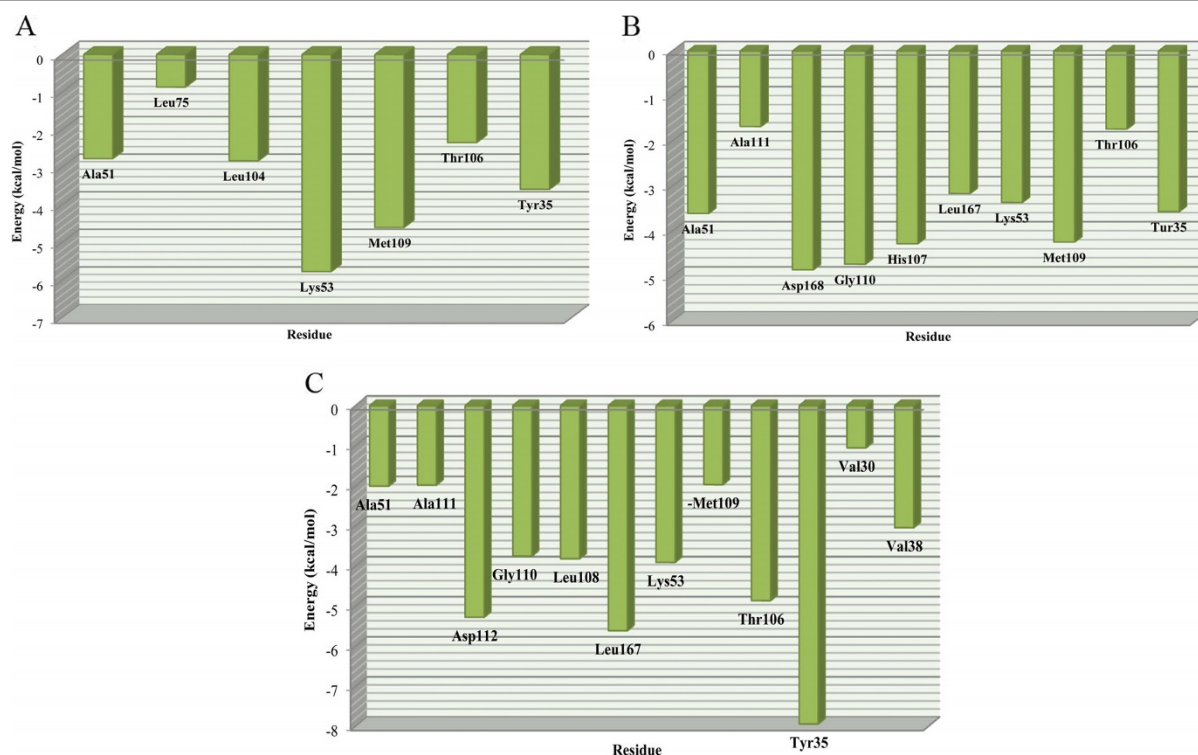 A
0
-1
-2
-3
-4
-5
-6
-7
Energy (kcal/mol)
Ala51
Leu75
Leu104
Lys53
Met109
Thr106
Tyr35
Residue
B
0
-1
-2
-3
-4
-5
-6
Energy (kcal/mol)
Ala51
Ala111
Asp168
Gly110
His107
Leu167
Lys53
Met109
Thr106
Tur35
Residue
C
0
-1
-2
-3
-4
-5
-6
-7
-8
Energy (kcal/mol)
Ala51
Ala111
Asp112
Gly110
Leu108
Leu167
Lys53
-Met109
Thr106
Tyr35
Val30
Val38
Residue